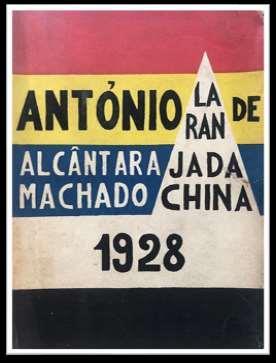 ANTÓNIO DE
ALCÂNTARA
MACHADO
LA
RAN
JADA
CHINA
1928